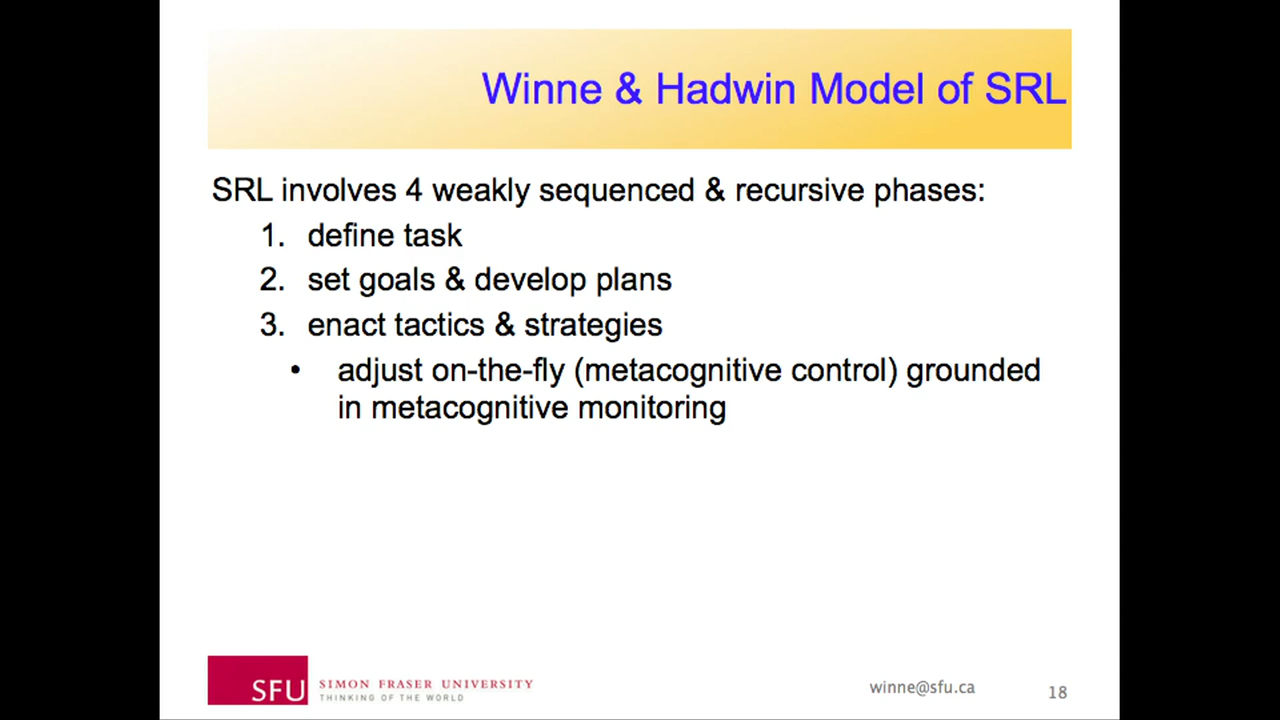 Winne & Hadwin Model of SRL
SRL involves 4 weakly sequenced & recursive phases:
1. define task
2. set goals & develop plans
3. enact tactics & strategies
• adjust on-the-fly (metacognitive control) grounded
in metacognitive monitoring
SFU
SIMON FRASER UNIVERSITY
THINKING OF THE WORLD
winne@sfu.ca
18